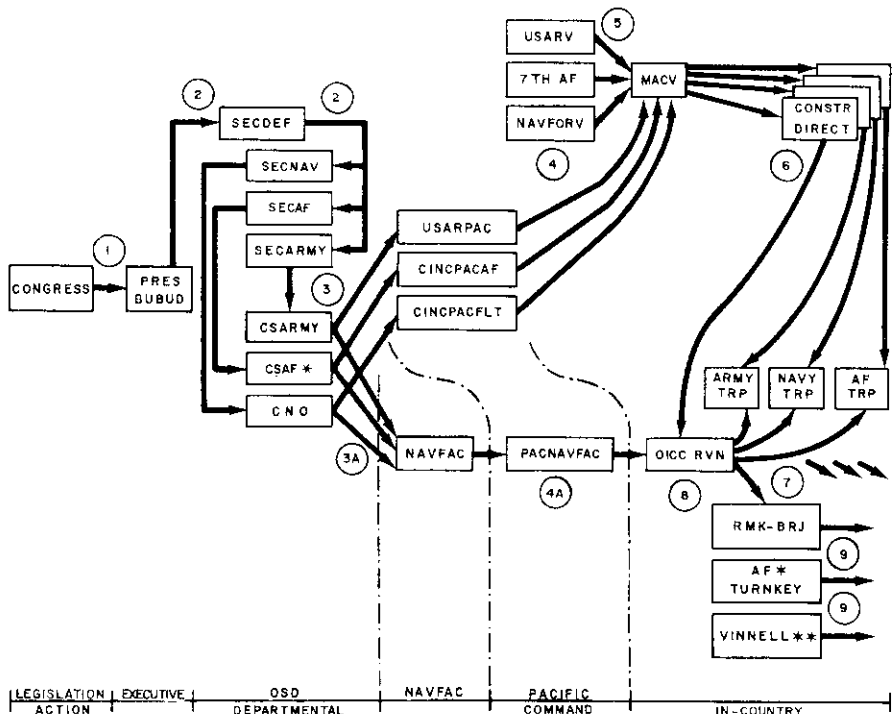 USARV
5
7TH AF
MACV
NAVFORV
4
CONSTR
DIRECT
6
2
SECDEF
2
SECNAV
SECAF
SECARMY
3
1
CONGRESS
PRES
BUBUD
USARPAC
CINCPACAF
CINCPACFLT
CSARMY
CSAF*
CNO
3A
NAVFAC
PACNAVFAC
4A
OICC RVN
8
ARMY
TRP
NAVY
TRP
AF
TRP
7
RMK-BRJ
9
AF*
TURNKEY
9
VINNELL**
LEGISLATION
ACTION
EXECUTIVE
OSD
DEPARTMENTAL
NAVFAC
PACIFIC
COMMAND
IN-COUNTRY